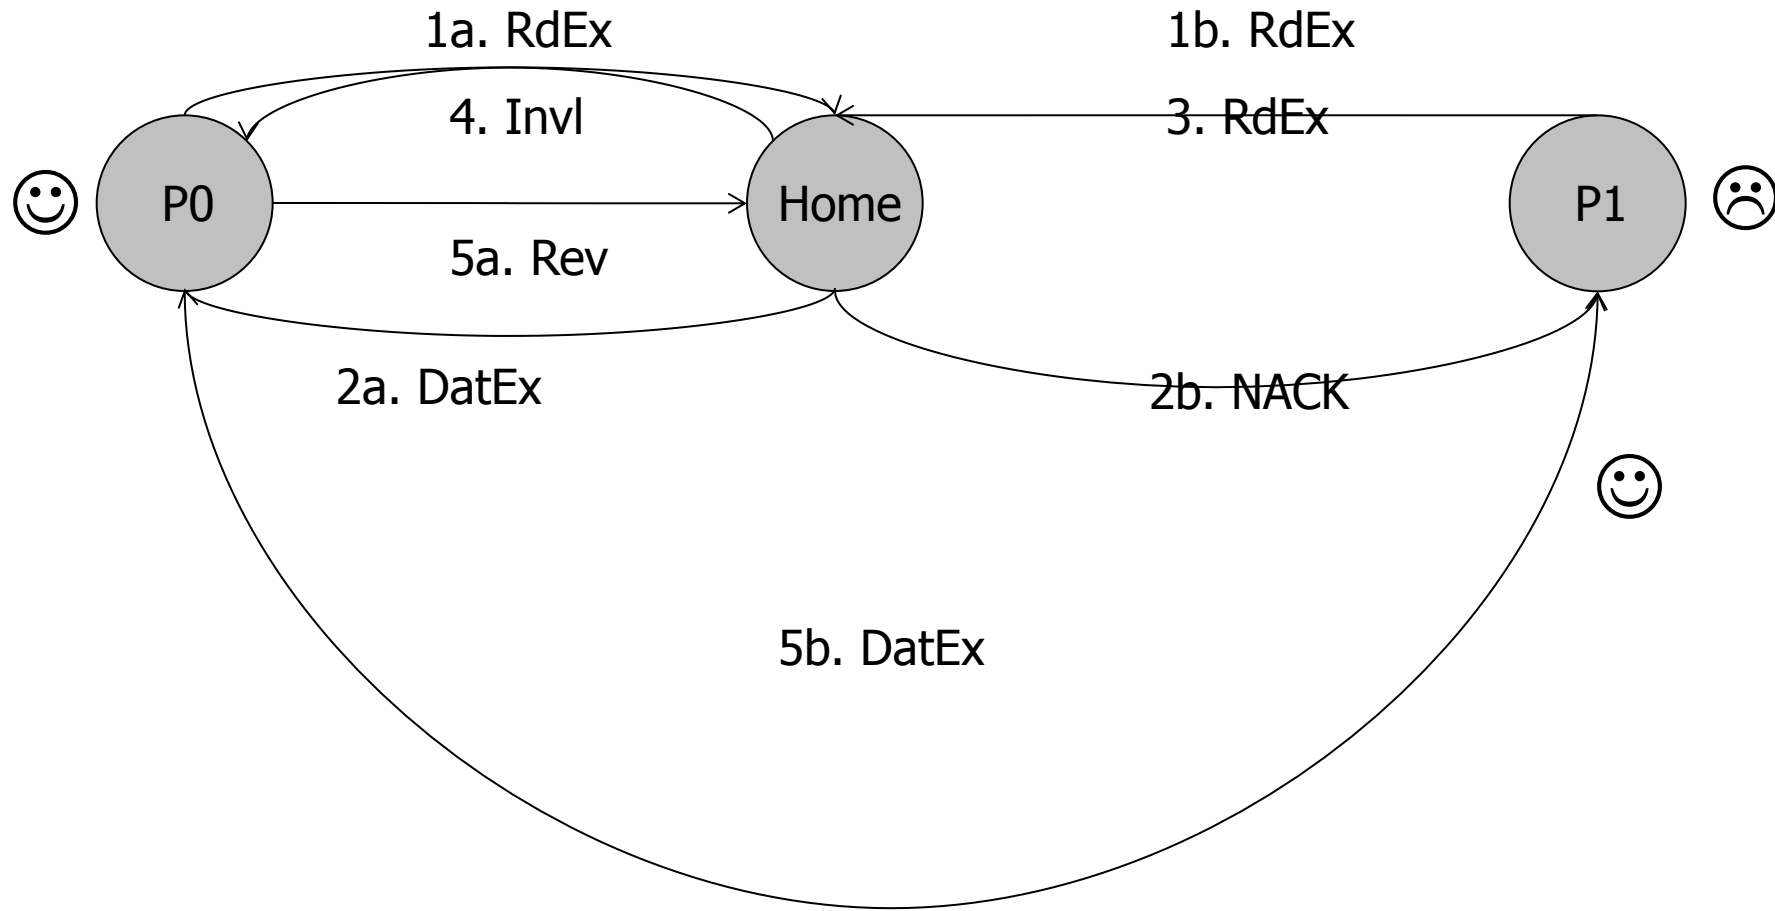 1a. RdEx
1b. RdEx
4. Invl
3. RdEx
P0
Home
P1
5a. Rev
2a. DatEx
2b. NACK
5b. DatEx